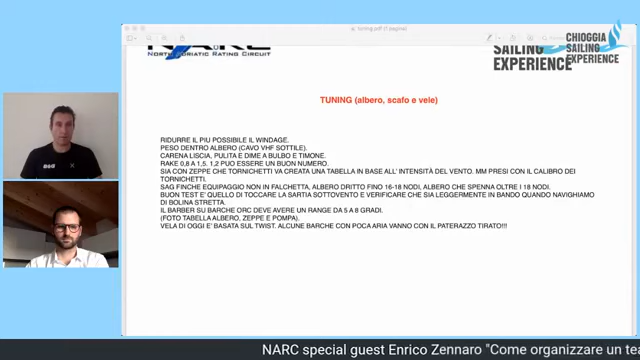 tuning.pdf (1 pagina)
NORTH ADRIATIC RATING CIRCUIT
SAILING
EXPERIENCE
CHIOGGIA
SAILING
EXPERIENCE
TUNING (albero, scafo e vele)
RIDURRE IL PIU POSSIBILE IL WINDAGE.
PESO DENTRO ALBERO (CAVO VHF SOTTILE).
CARENA LISCIA, PULITA E DIME A BULBO E TIMONE.
RAKE 0,8 A 1,5. 1,2 PUO ESSERE UN BUON NUMERO.
SIA CON ZEPPE CHE TORNICHETTI VA CREATA UNA TABELLA IN BASE ALL' INTENSITÀ DEL VENTO. MM PRESI CON IL CALIBRO DEI
TORNICHETTI.
SAG FINCHE EQUIPAGGIO NON IN FALCHETTA, ALBERO DRITTO FINO 16-18 NODI, ALBERO CHE SPENNA OLTRE I 18 NODI.
BUON TEST E' QUELLO DI TOCCARE LA SARTIA SOTTOVENTO E VERIFICARE CHE SIA LEGGERMENTE IN BANDO QUANDO NAVIGHIAMO
DI BOLINA STRETTA.
IL BARBER SU BARCHE ORC DEVE AVERE UN RANGE DA 5 A 8 GRADI.
(FOTO TABELLA ALBERO, ZEPPE E POMPA).
VELA DI OGGI E' BASATA SUL TWIST. ALCUNE BARCHE CON POCA ARIA VANNO CON IL PATERAZZO TIRATO!!!
NARC special guest Enrico Zennaro "Come organizzare un tea